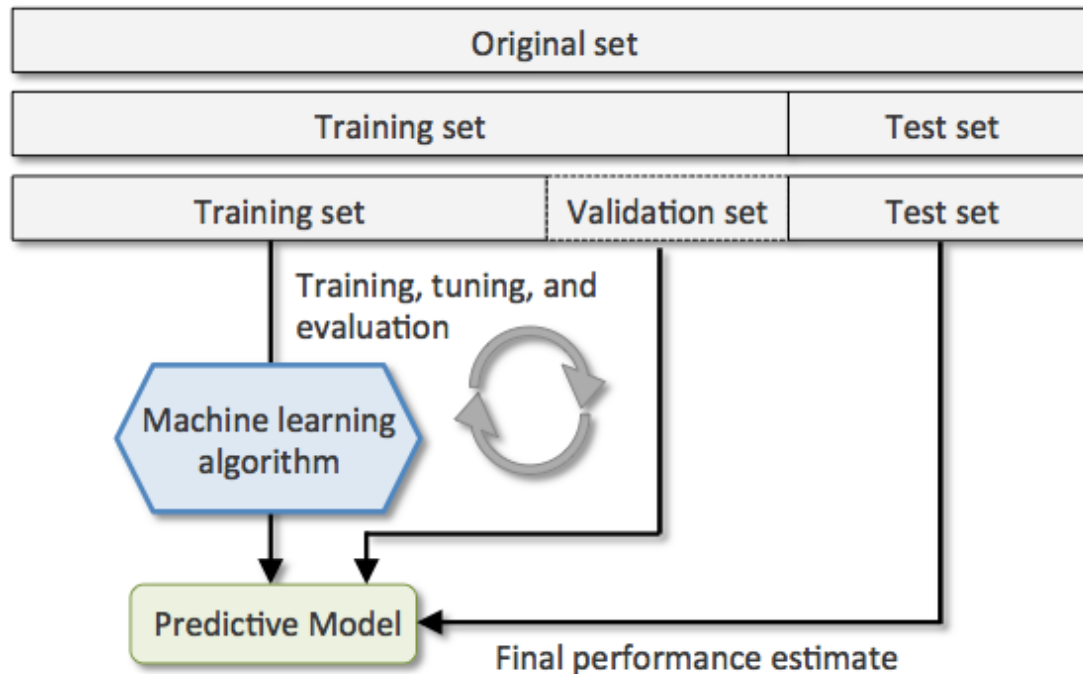 Original set
Training set
Test set
Training set
Validation set
Test set
Training, tuning, and
evaluation
Machine learning
algorithm
Predictive Model
Final performance estimate